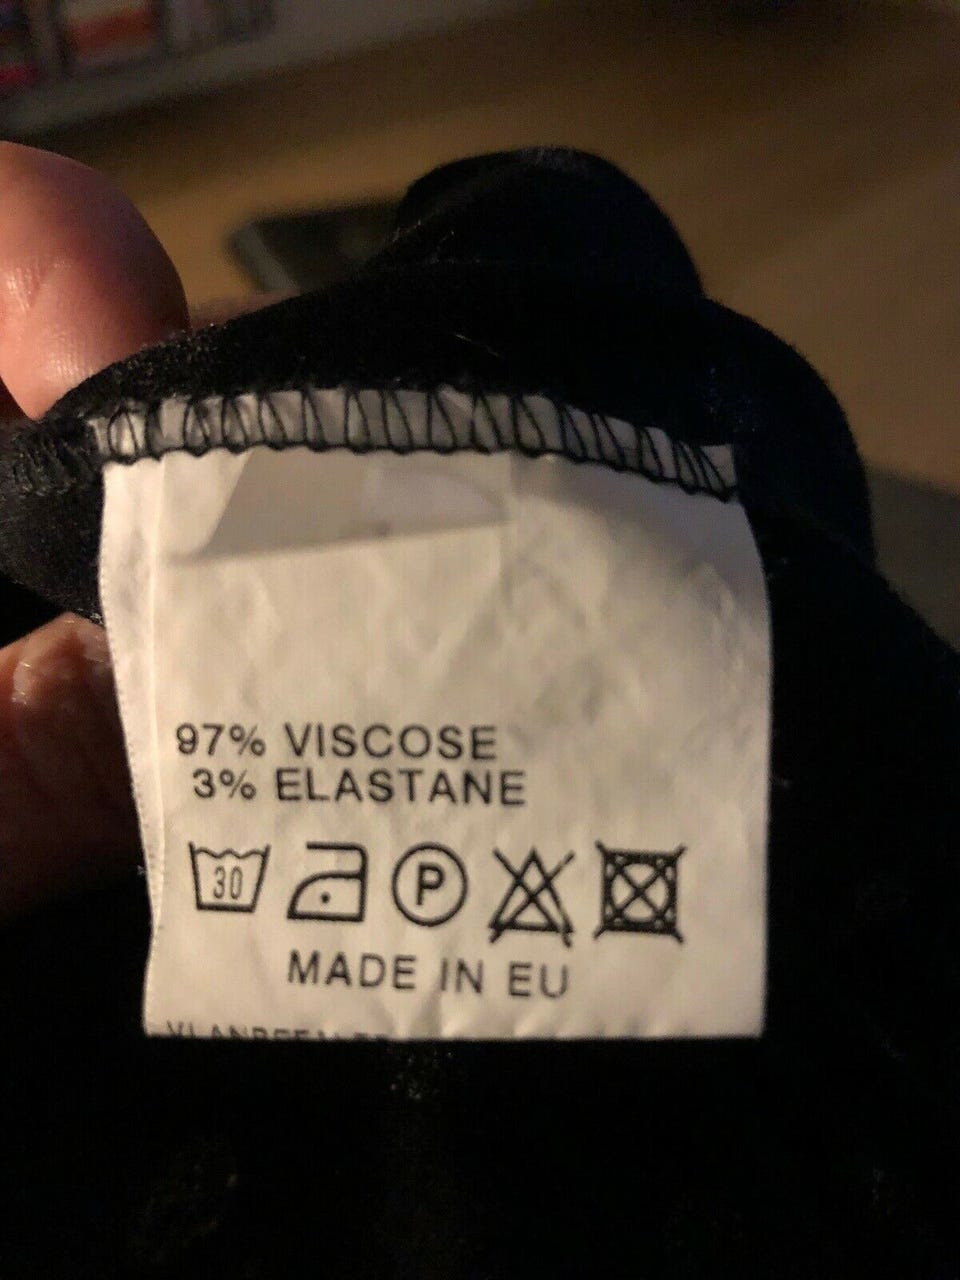 97% VISCOSE
3% ELASTANE
30 P
MADE IN EU